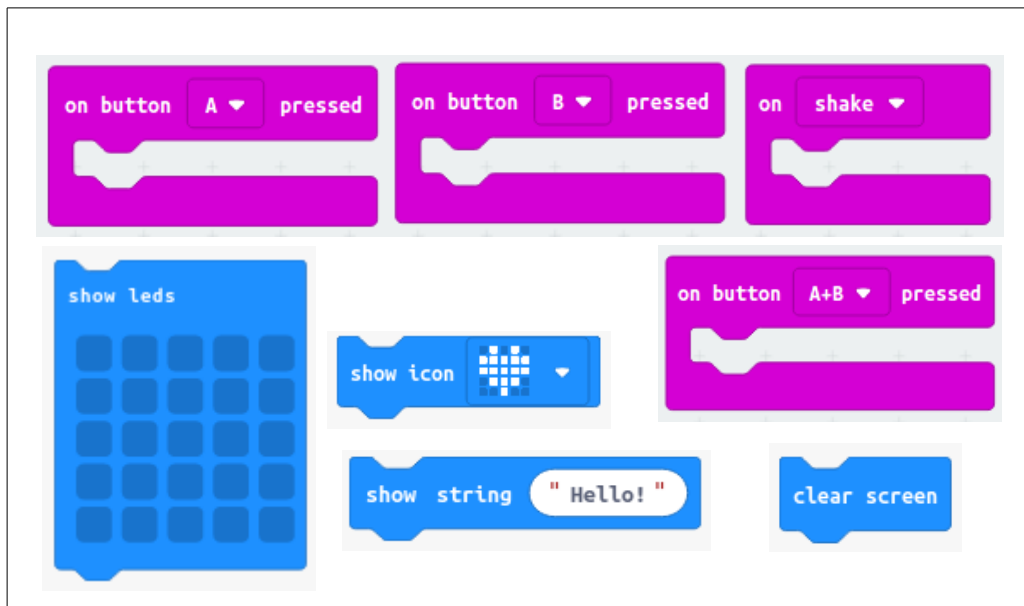 on button A pressed
on button B pressed
on shake
show leds
on button A+B pressed
show icon
show string "Hello!"
clear screen